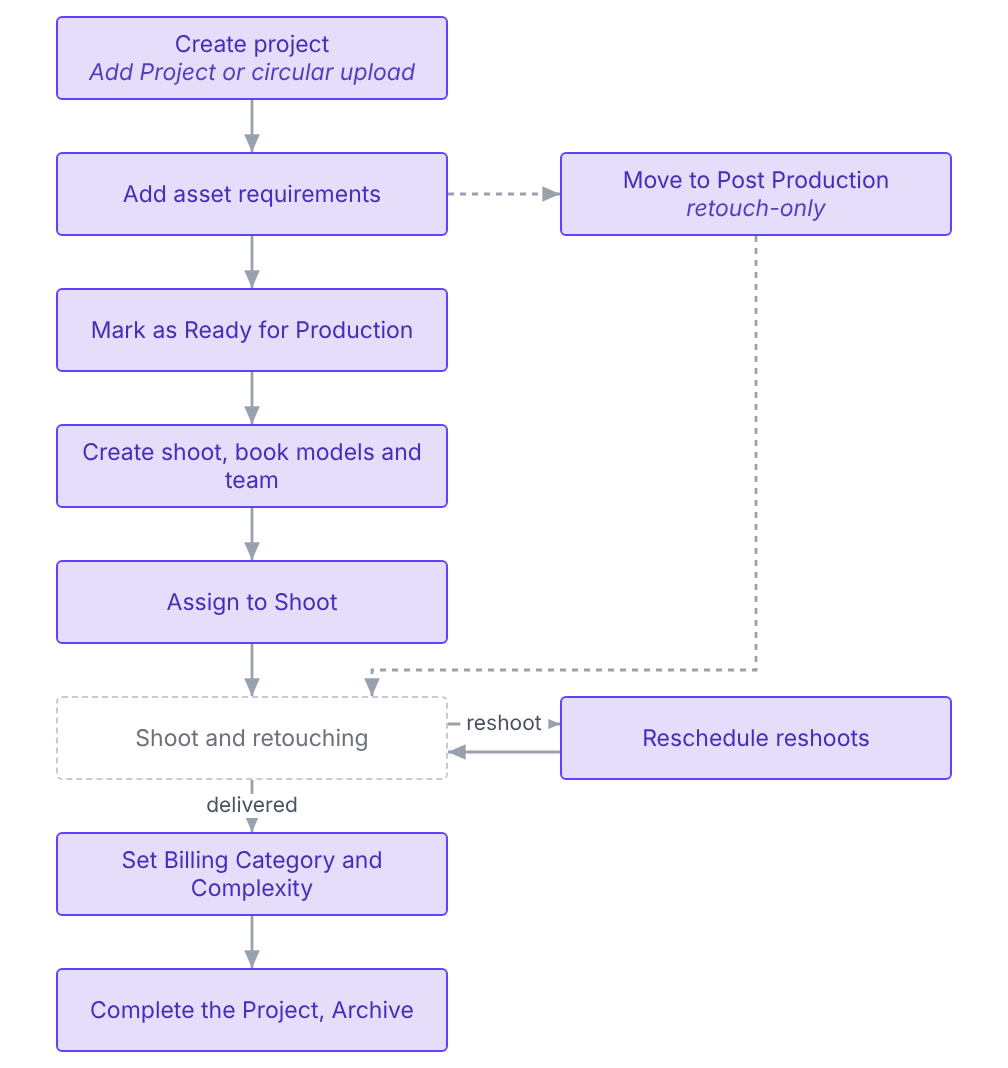 Create project
Add Project or circular upload
Add asset requirements
Move to Post Production
retouch-only
Mark as Ready for Production
Create shoot, book models and
team
Assign to Shoot
Shoot and retouching
reshoot
Reschedule reshoots
delivered
Set Billing Category and
Complexity
Complete the Project, Archive